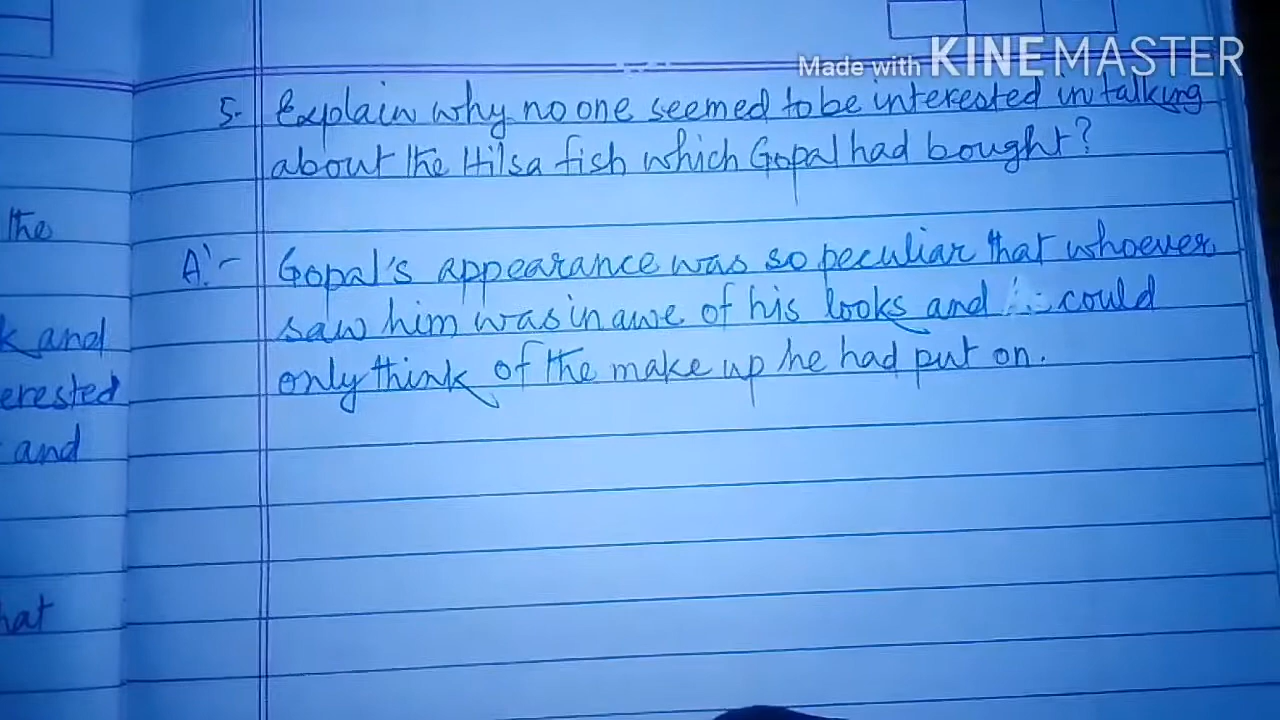 Made with KINEMASTER
5. Explain why no one seemed to be interested in talking
about the Hilsa fish which Gopal had bought?
the
A:- Gopal's appearance was so peculiar that whoever
saw him was in awe of his looks and could
k and
only think of the make up he had put on.
erested
and
hat